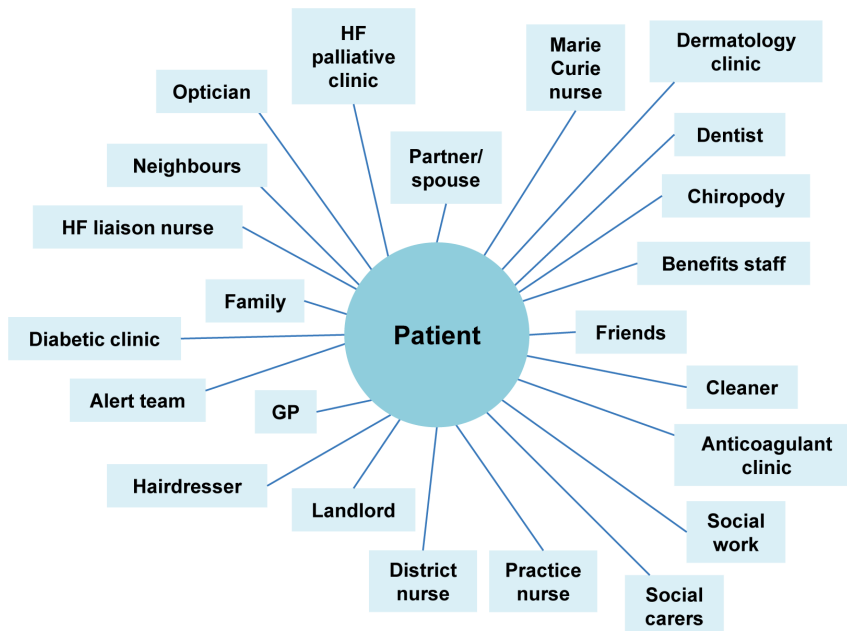 HF
palliative
clinic
Marie
Curie
nurse
Dermatology
clinic
Optician
Dentist
Neighbours
Partner/
spouse
Chiropody
HF liaison nurse
Benefits staff
Family
Friends
Diabetic clinic
Patient
Alert team
Cleaner
GP
Anticoagulant
clinic
Hairdresser
Landlord
Social
work
District
nurse
Practice
nurse
Social
carers